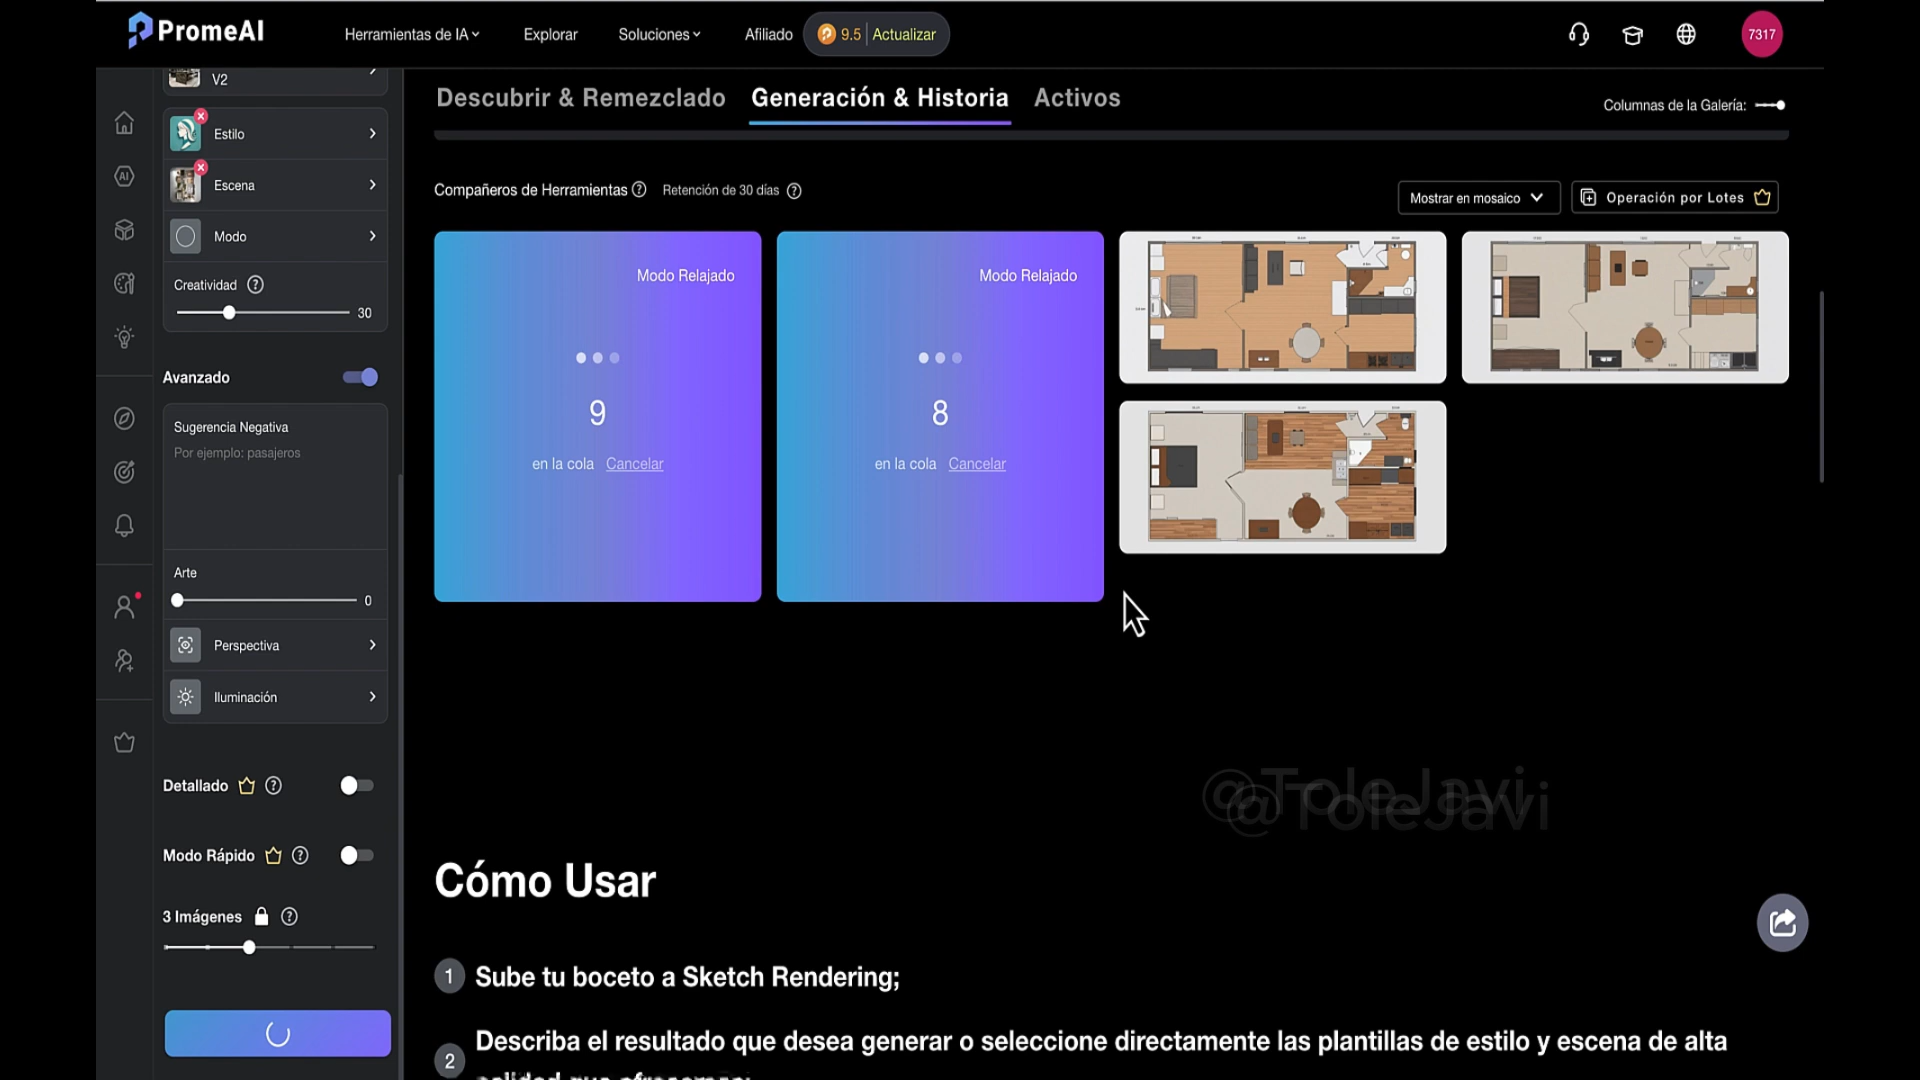 PromeAI
Herramientas de IA
Explorar
Soluciones
Afiliado
9.5 Actualizar
7317
V2
Estilo
Escena
Modo
Creatividad
30
Avanzado
Sugerencia Negativa
Por ejemplo: pasajeros
Arte
0
Perspectiva
Iluminación
Detallado
Modo Rápido
3 Imágenes
Descubrir & Remezclado
Generación & Historia
Activos
Columnas de la Galería:
Compañeros de Herramientas
Retención de 30 días
Mostrar en mosaico
Operación por Lotes
Modo Relajado
9
en la cola Cancelar
Modo Relajado
8
en la cola Cancelar
@ToleJavi
@ToleJavi
Cómo Usar
1 Sube tu boceto a Sketch Rendering;
2 Describa el resultado que desea generar o seleccione directamente las plantillas de estilo y escena de alta